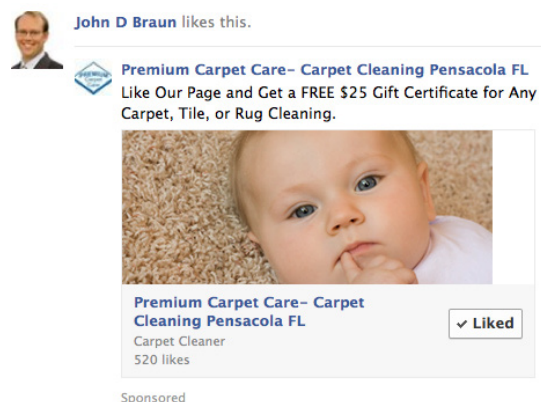 John D Braun likes this.
Premium Carpet Care– Carpet Cleaning Pensacola FL
Like Our Page and Get a FREE $25 Gift Certificate for Any
Carpet, Tile, or Rug Cleaning.
Premium Carpet Care– Carpet
Cleaning Pensacola FL
Carpet Cleaner
520 likes
✓ Liked
Sponsored